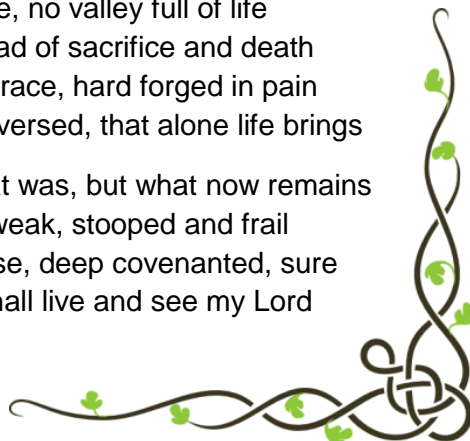 e, no valley full of life
ad of sacrifice and death
race, hard forged in pain
versed, that alone life brings
t was, but what now remains
weak, stooped and frail
se, deep covenanted, sure
hall live and see my Lord